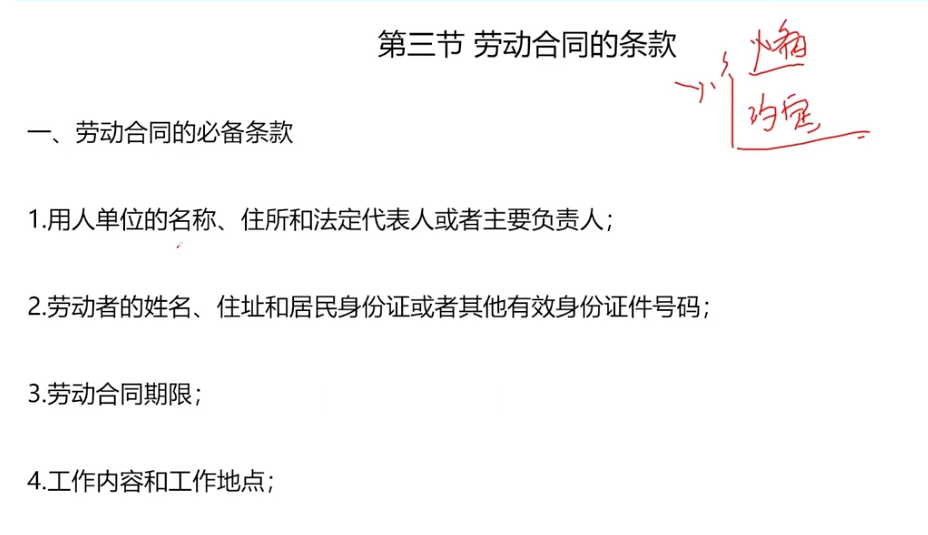 第三节 劳动合同的条款
必备
约定
一、劳动合同的必备条款
1.用人单位的名称、住所和法定代表人或者主要负责人；
2.劳动者的姓名、住址和居民身份证或者其他有效身份证件号码；
3.劳动合同期限；
4.工作内容和工作地点；